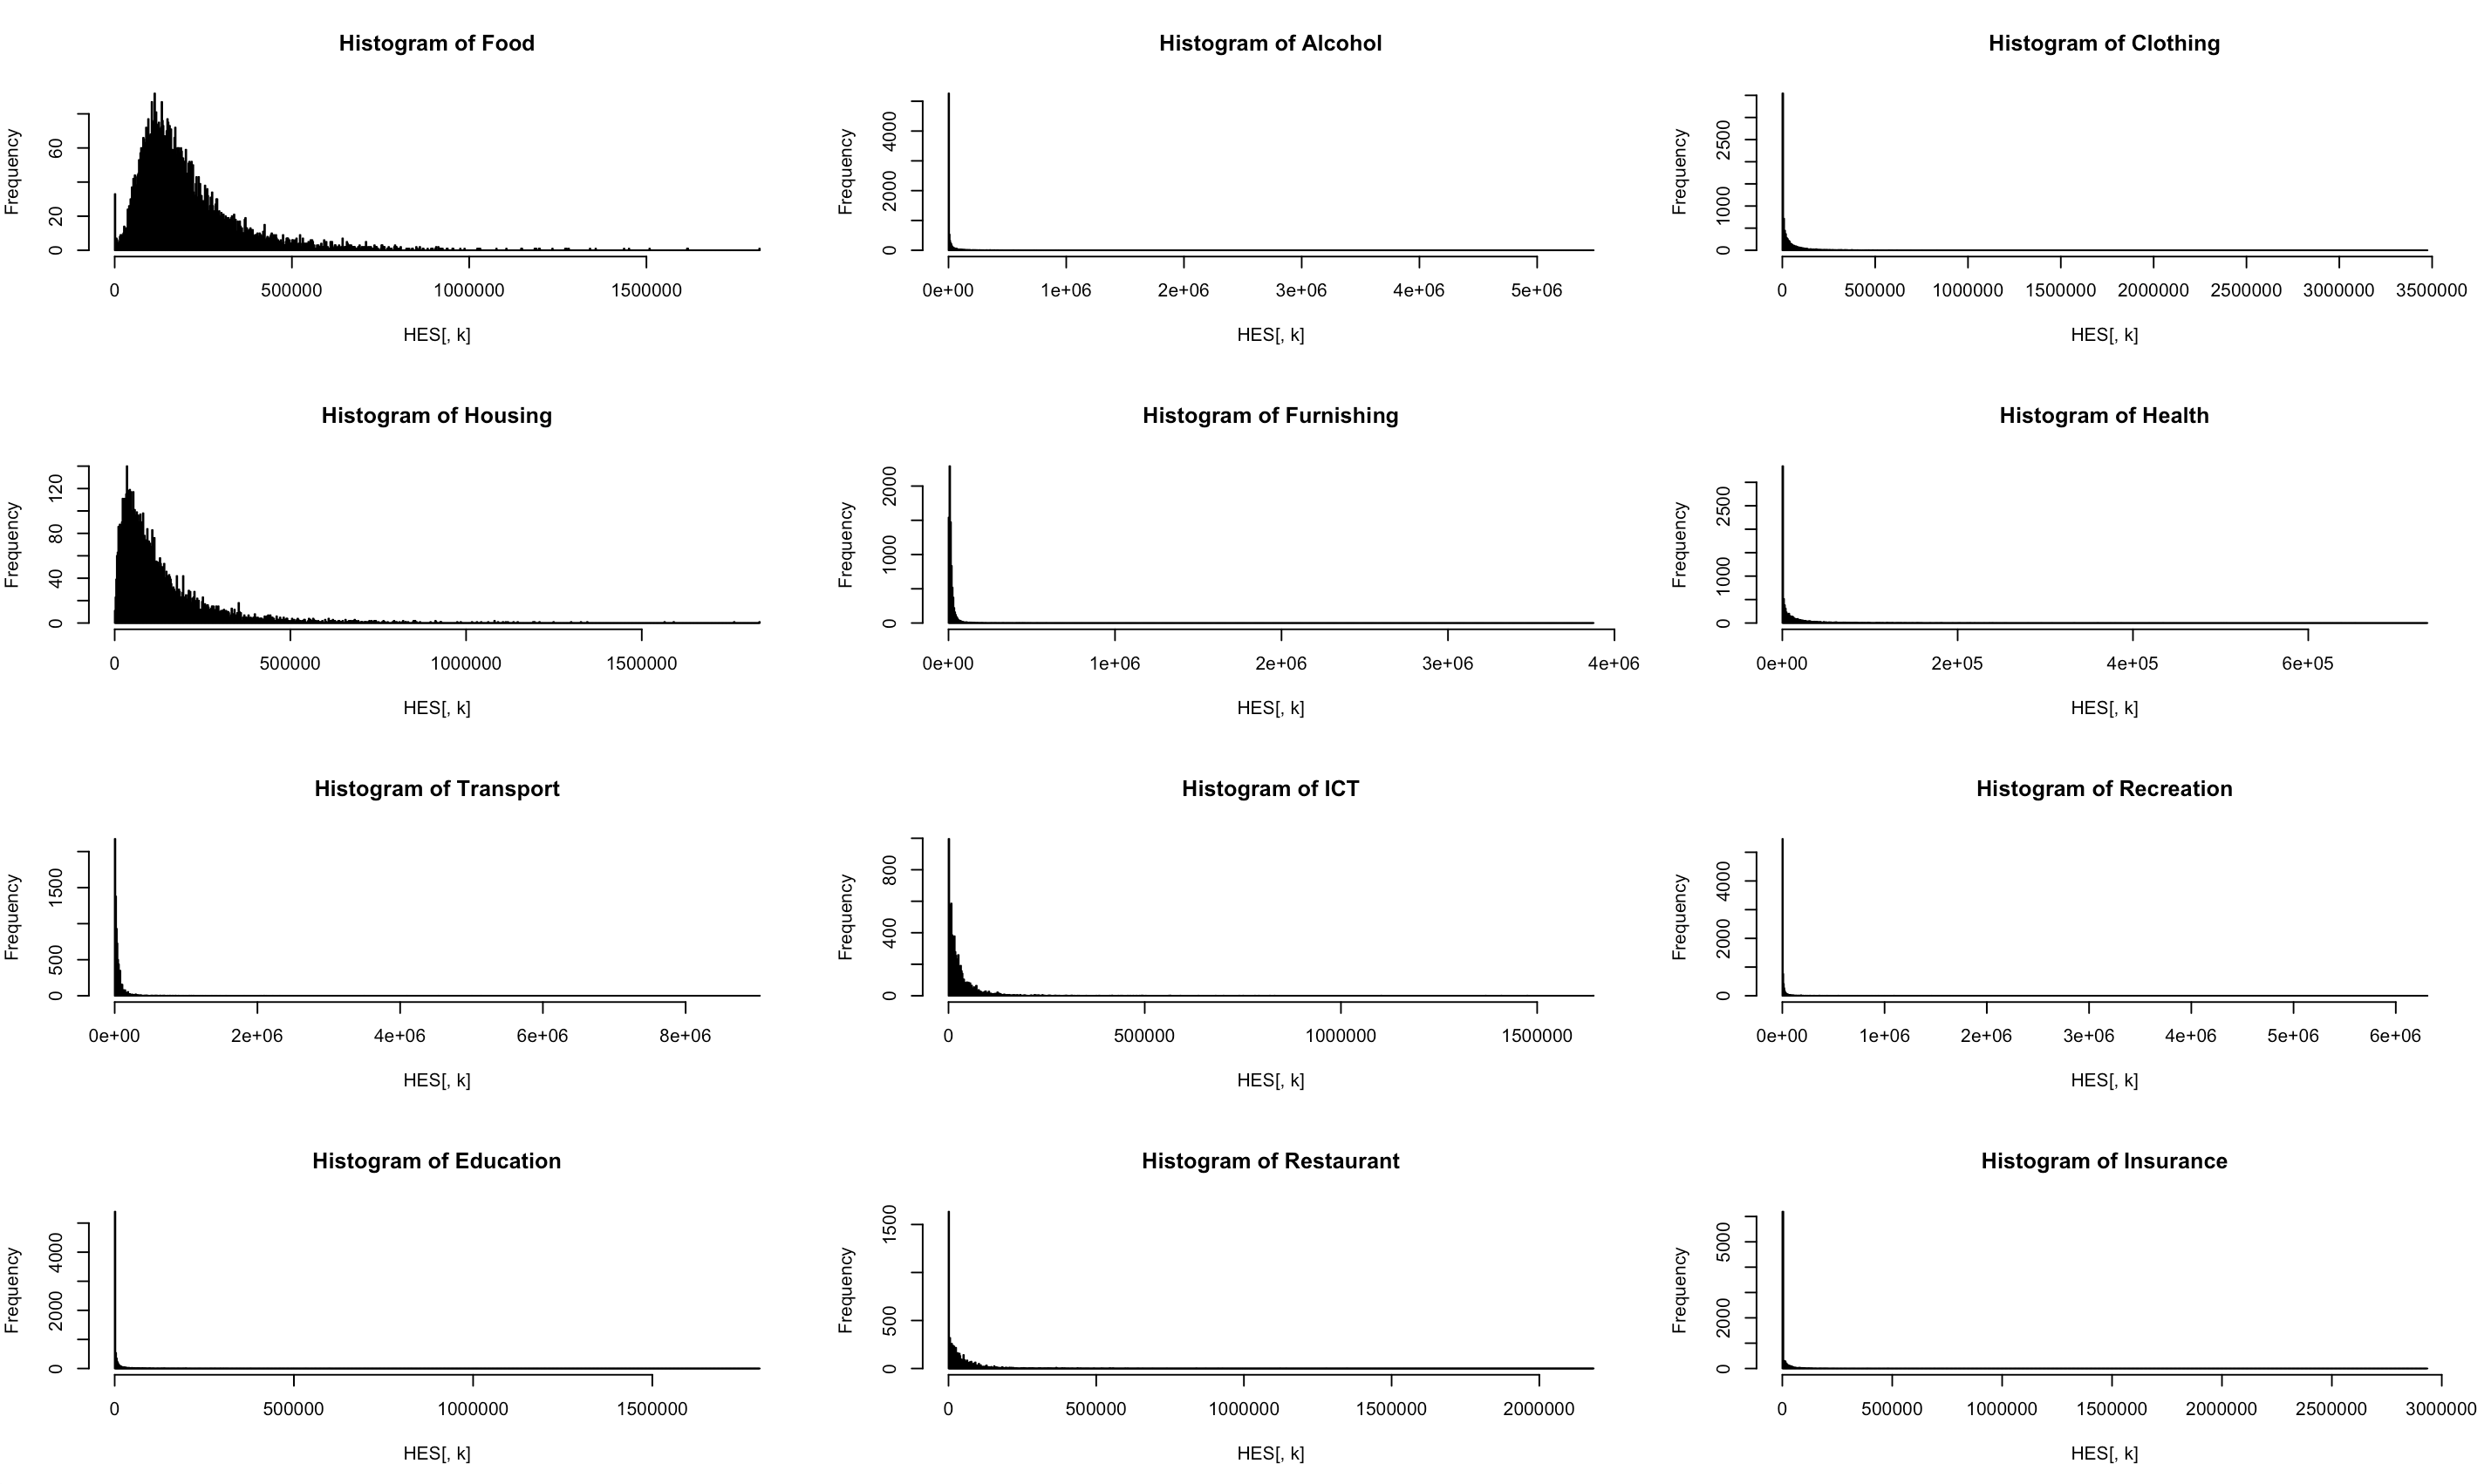 Histogram of Food
Frequency
0 20 60
0 500000 1000000 1500000
HES[, k]
Histogram of Alcohol
Frequency
0 2000 4000
0e+00 1e+06 2e+06 3e+06 4e+06 5e+06
HES[, k]
Histogram of Clothing
Frequency
0 1000 2500
0 500000 1000000 1500000 2000000 2500000 3000000 3500000
HES[, k]
Histogram of Housing
Frequency
0 40 80 120
0 500000 1000000 1500000
HES[, k]
Histogram of Furnishing
Frequency
0 1000 2000
0e+00 1e+06 2e+06 3e+06 4e+06
HES[, k]
Histogram of Health
Frequency
0 1000 2500
0e+00 2e+05 4e+05 6e+05
HES[, k]
Histogram of Transport
Frequency
0 500 1500
0e+00 2e+06 4e+06 6e+06 8e+06
HES[, k]
Histogram of ICT
Frequency
0 400 800
0 500000 1000000 1500000
HES[, k]
Histogram of Recreation
Frequency
0 2000 4000
0e+00 1e+06 2e+06 3e+06 4e+06 5e+06 6e+06
HES[, k]
Histogram of Education
Frequency
0 2000 4000
0 500000 1000000 1500000
HES[, k]
Histogram of Restaurant
Frequency
0 500 1500
0 500000 1000000 1500000 2000000
HES[, k]
Histogram of Insurance
Frequency
0 2000 5000
0 500000 1000000 1500000 2000000 2500000 3000000
HES[, k]